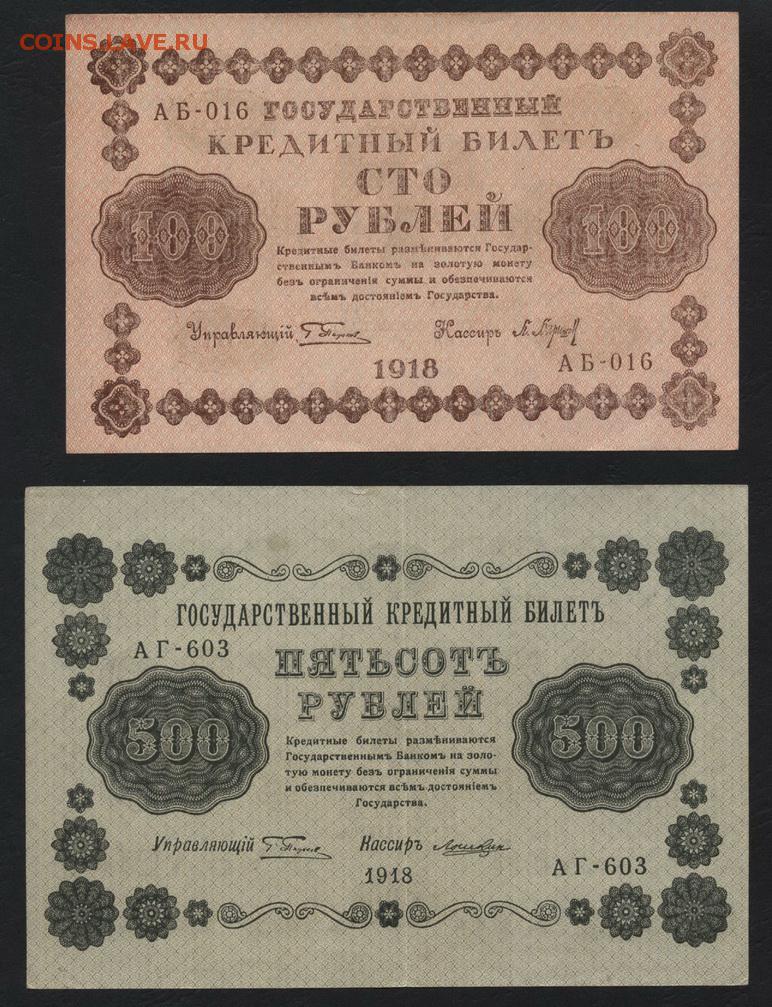 COINS.LAVE.RU
АБ-016 ГОСУДАРСТВЕННЫЙ
КРЕДИТНЫЙ БИЛЕТЪ
СТО
РУБЛЕЙ
100 100
Кредитные билеты размѣниваются Государ-
ственнымъ Банкомъ на золотую монету
безъ ограниченія суммы и обезпечиваются
всѣмъ достояніемъ Государства.
Управляющій Кассиръ
1918 АБ-016
ГОСУДАРСТВЕННЫЙ КРЕДИТНЫЙ БИЛЕТЪ
АГ-603
ПЯТЬСОТЪ
РУБЛЕЙ
500 500
Кредитные билеты размѣниваются
Государственнымъ Банкомъ на золо-
тую монету безъ ограниченія суммы
и обезпечиваются всѣмъ достояніемъ
Государства.
Управляющій Кассиръ
1918 АГ-603